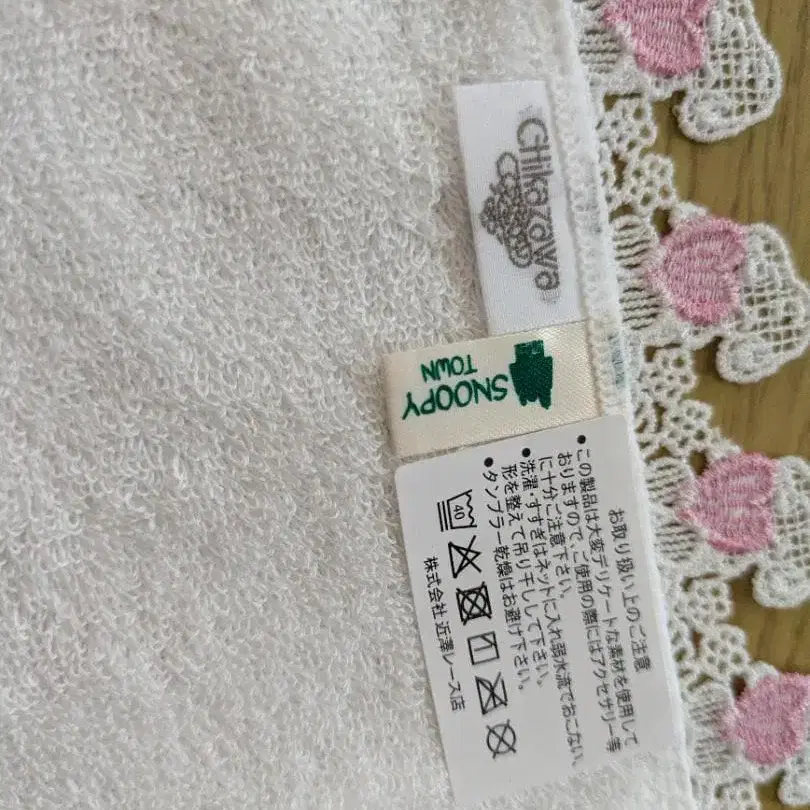 Chikazawa
SNOOPY
TOWN
お取り扱い上のご注意
●この製品は大変デリケートな素材を使用して
おりますので、ご使用の際にはアクセサリー等
に十分ご注意下さい。
●洗濯・すすぎはネットに入れ弱水流でおこない、
形を整えて吊り干しして下さい。
●タンブラー乾燥はお避け下さい。
40
株式会社 近澤レース店